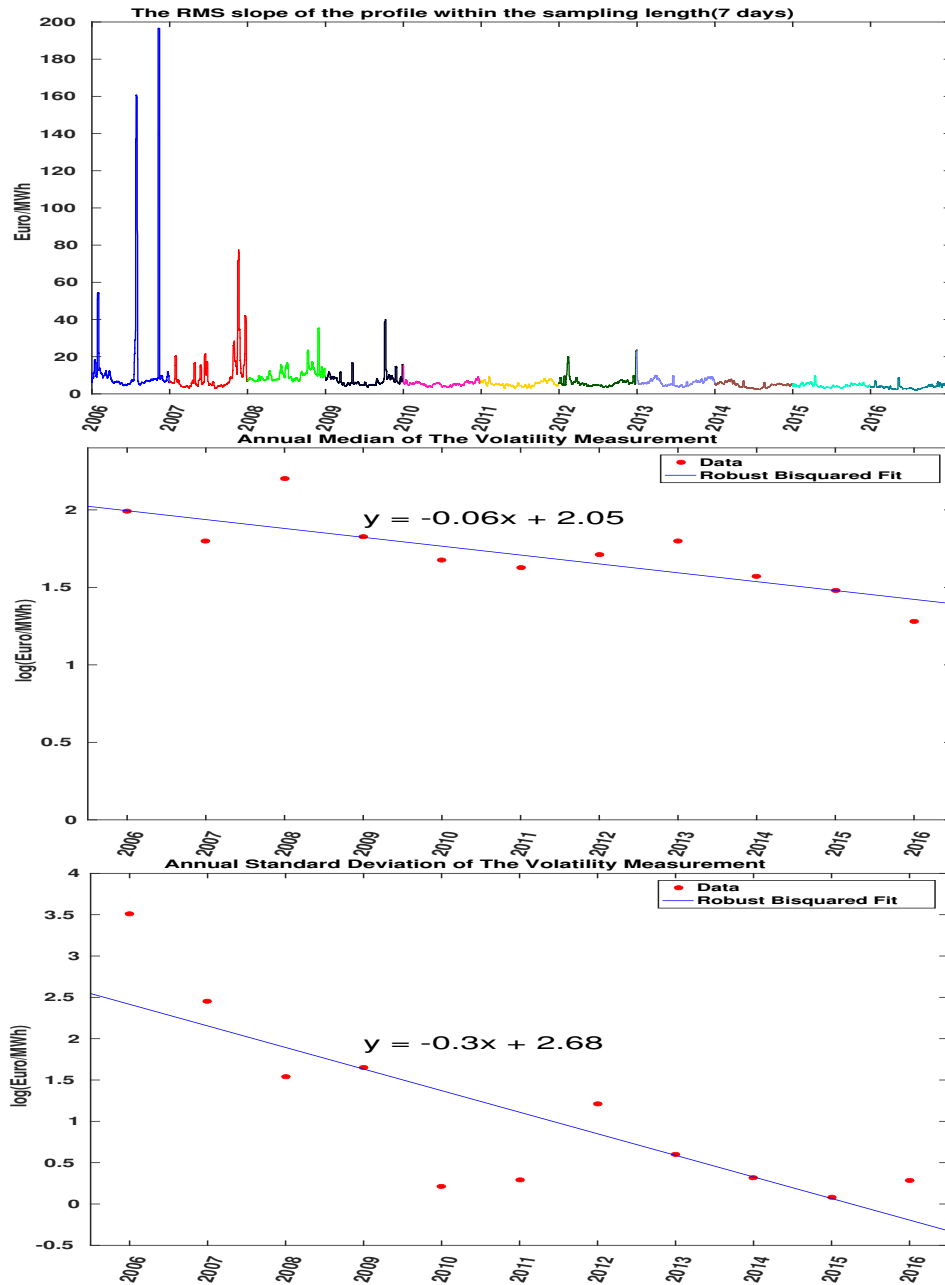 The RMS slope of the profile within the sampling length(7 days)
200
180
160
140
120
100
80
60
40
20
0
Euro/MWh
2006 2007 2008 2009 2010 2011 2012 2013 2014 2015 2016
Annual Median of The Volatility Measurement
Data
Robust Bisquared Fit
y = -0.06x + 2.05
2
1.5
1
0.5
0
log(Euro/MWh)
2006 2007 2008 2009 2010 2011 2012 2013 2014 2015 2016
Annual Standard Deviation of The Volatility Measurement
Data
Robust Bisquared Fit
y = -0.3x + 2.68
4
3.5
3
2.5
2
1.5
1
0.5
0
-0.5
log(Euro/MWh)
2006 2007 2008 2009 2010 2011 2012 2013 2014 2015 2016